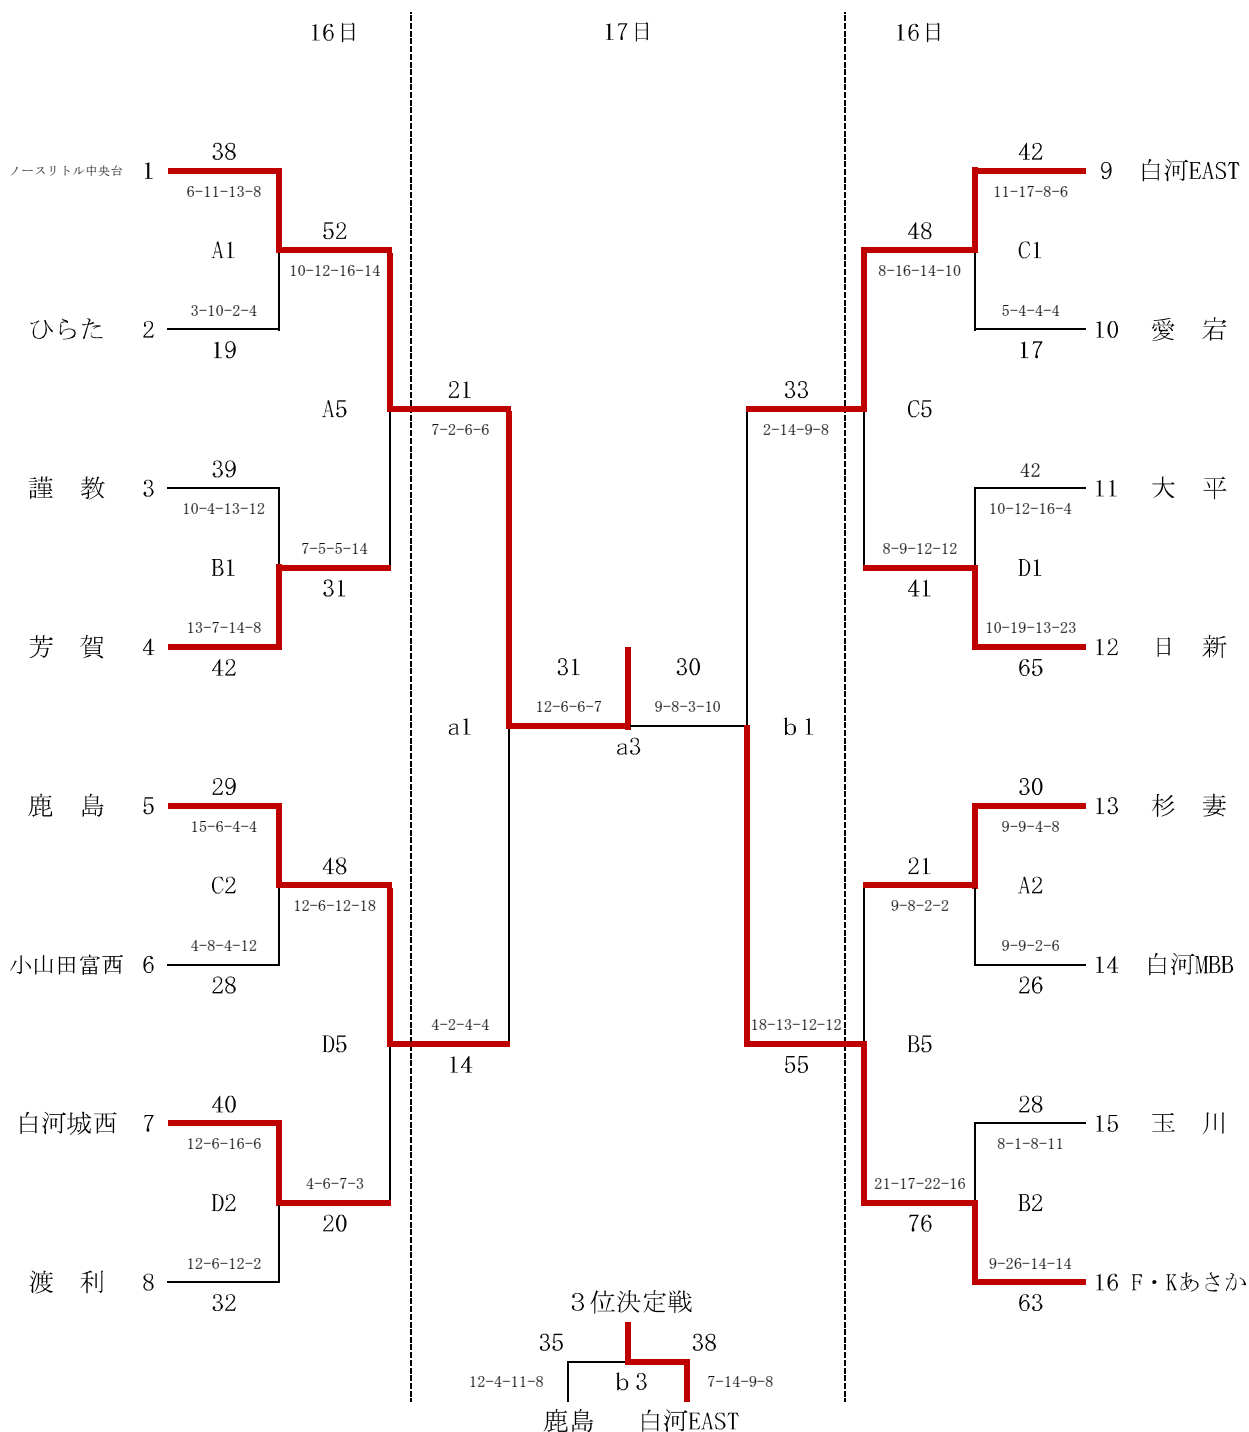 16日
17日
16日
38
42
ノースリトル中央台 1
9 白河EAST
6-11-13-8
11-17-8-6
52
48
A1
C1
10-12-16-14
8-16-14-10
3-10-2-4
5-4-4-4
ひらた 2
10 愛 宕
19
17
21
33
A5
C5
7-2-6-6
2-14-9-8
39
42
謹 教 3
11 大 平
10-4-13-12
10-12-16-4
7-5-5-14
8-9-12-12
B1
D1
31
41
13-7-14-8
10-19-13-23
芳 賀 4
12 日 新
42
65
31
30
12-6-6-7
9-8-3-10
a1
b1
a3
29
30
鹿 島 5
13 杉 妻
15-6-4-4
9-9-4-8
48
21
C2
A2
12-6-12-18
9-8-2-2
4-8-4-12
9-9-2-6
小山田富西 6
14 白河MBB
28
26
4-2-4-4
18-13-12-12
D5
B5
14
55
40
28
白河城西 7
15 玉 川
12-6-16-6
8-1-8-11
4-6-7-3
21-17-22-16
D2
B2
20
76
12-6-12-2
9-26-14-14
渡 利 8
16 F・Kあさか
32
63
３位決定戦
35
38
12-4-11-8
b3
7-14-9-8
鹿島
白河EAST